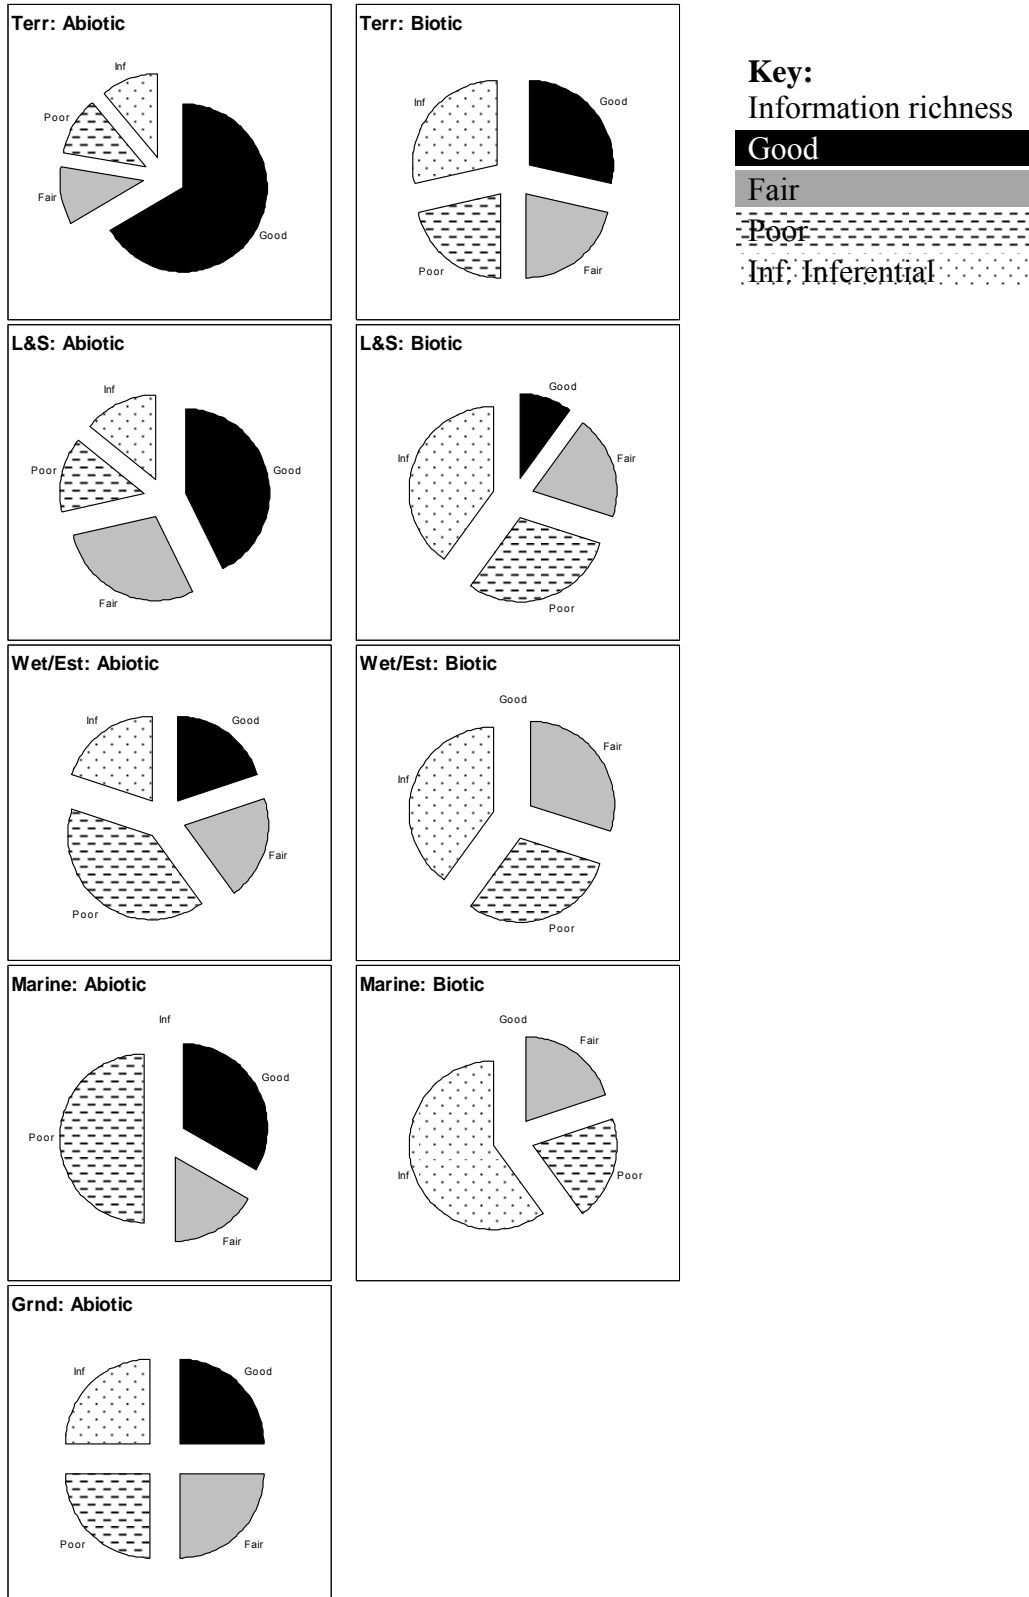 Terr: Abiotic
Inf
Poor
Fair
Good
Terr: Biotic
Inf
Good
Poor
Fair
Key:
Information richness
Good
Fair
Poor
Inf: Inferential
L&S: Abiotic
Inf
Poor
Good
Fair
L&S: Biotic
Good
Inf
Fair
Poor
Wet/Est: Abiotic
Inf
Good
Fair
Poor
Wet/Est: Biotic
Good
Fair
Inf
Poor
Marine: Abiotic
Inf
Good
Poor
Fair
Marine: Biotic
Good
Fair
Inf
Poor
Grnd: Abiotic
Inf
Good
Poor
Fair